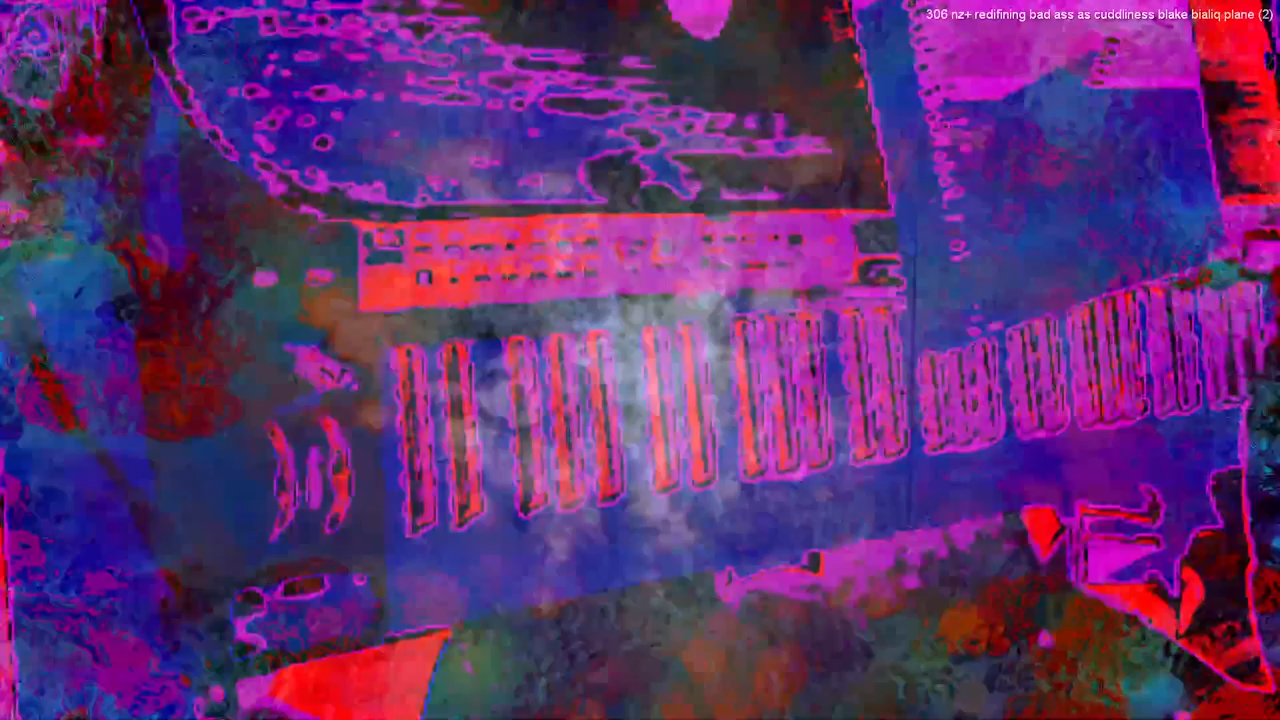 306 nz+ redifining bad ass as cuddliness blake bialiq plane (2)